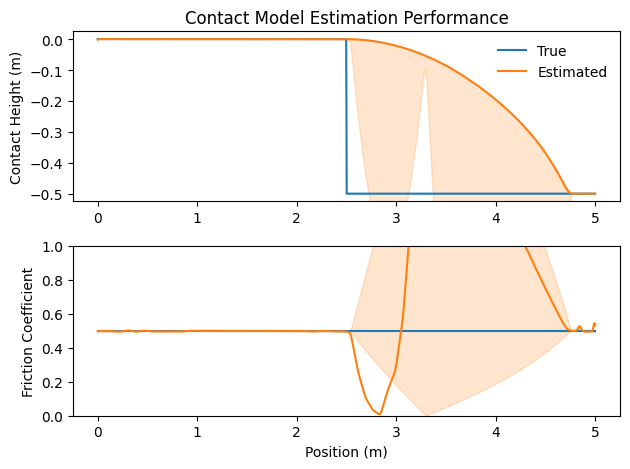 Contact Model Estimation Performance
Contact Height (m)
0.0
−0.1
−0.2
−0.3
−0.4
−0.5
True
Estimated
0 1 2 3 4 5
Friction Coefficient
1.0
0.8
0.6
0.4
0.2
0.0
0 1 2 3 4 5
Position (m)